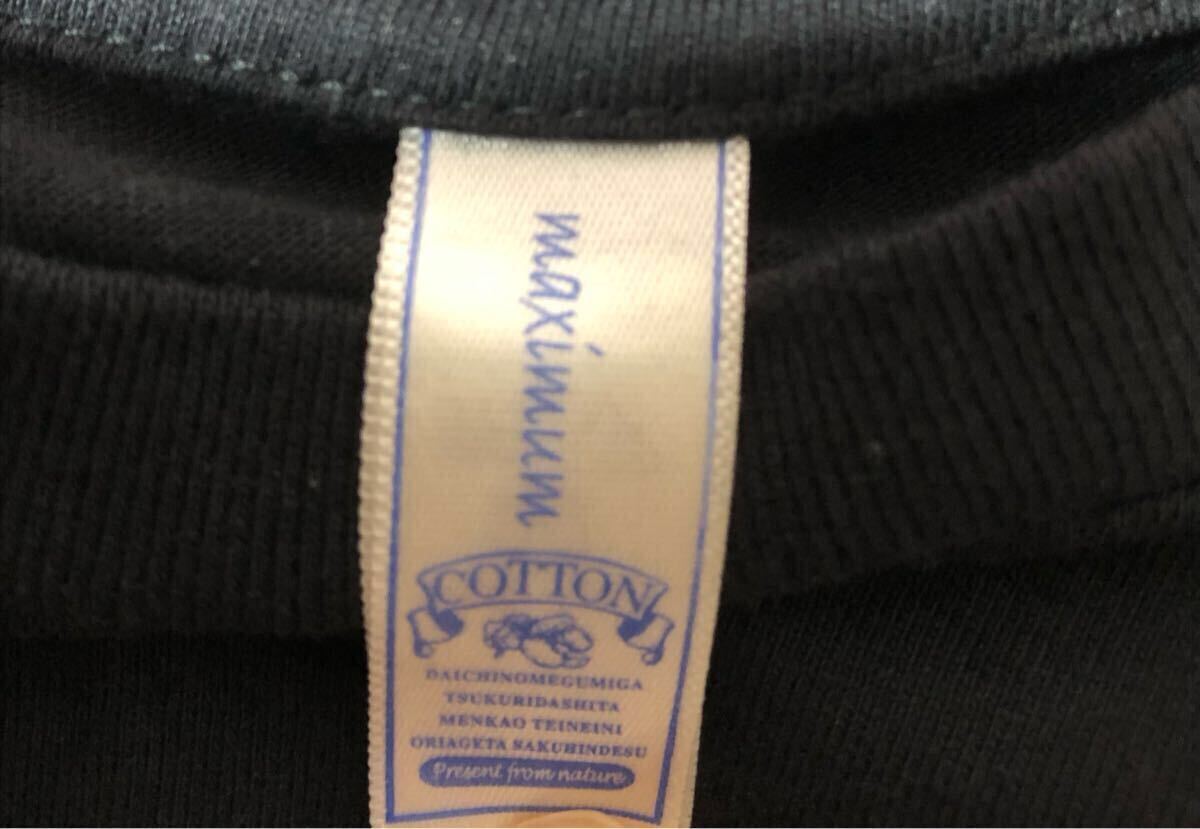 maximum
COTTON
DAICHINOMEGUMIGA
TSUKURIDASHITA
MENKAO TEINEINI
ORIAGETA SAKUHINDESU
Present from nature